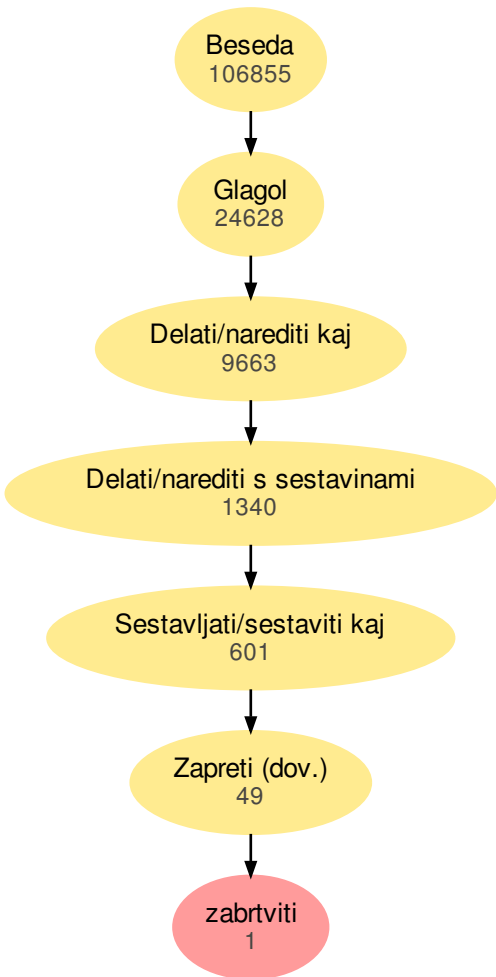 Beseda
106855
Glagol
24628
Delati/narediti kaj
9663
Delati/narediti s sestavinami
1340
Sestavljati/sestaviti kaj
601
Zapreti (dov.)
49
zabrtviti
1